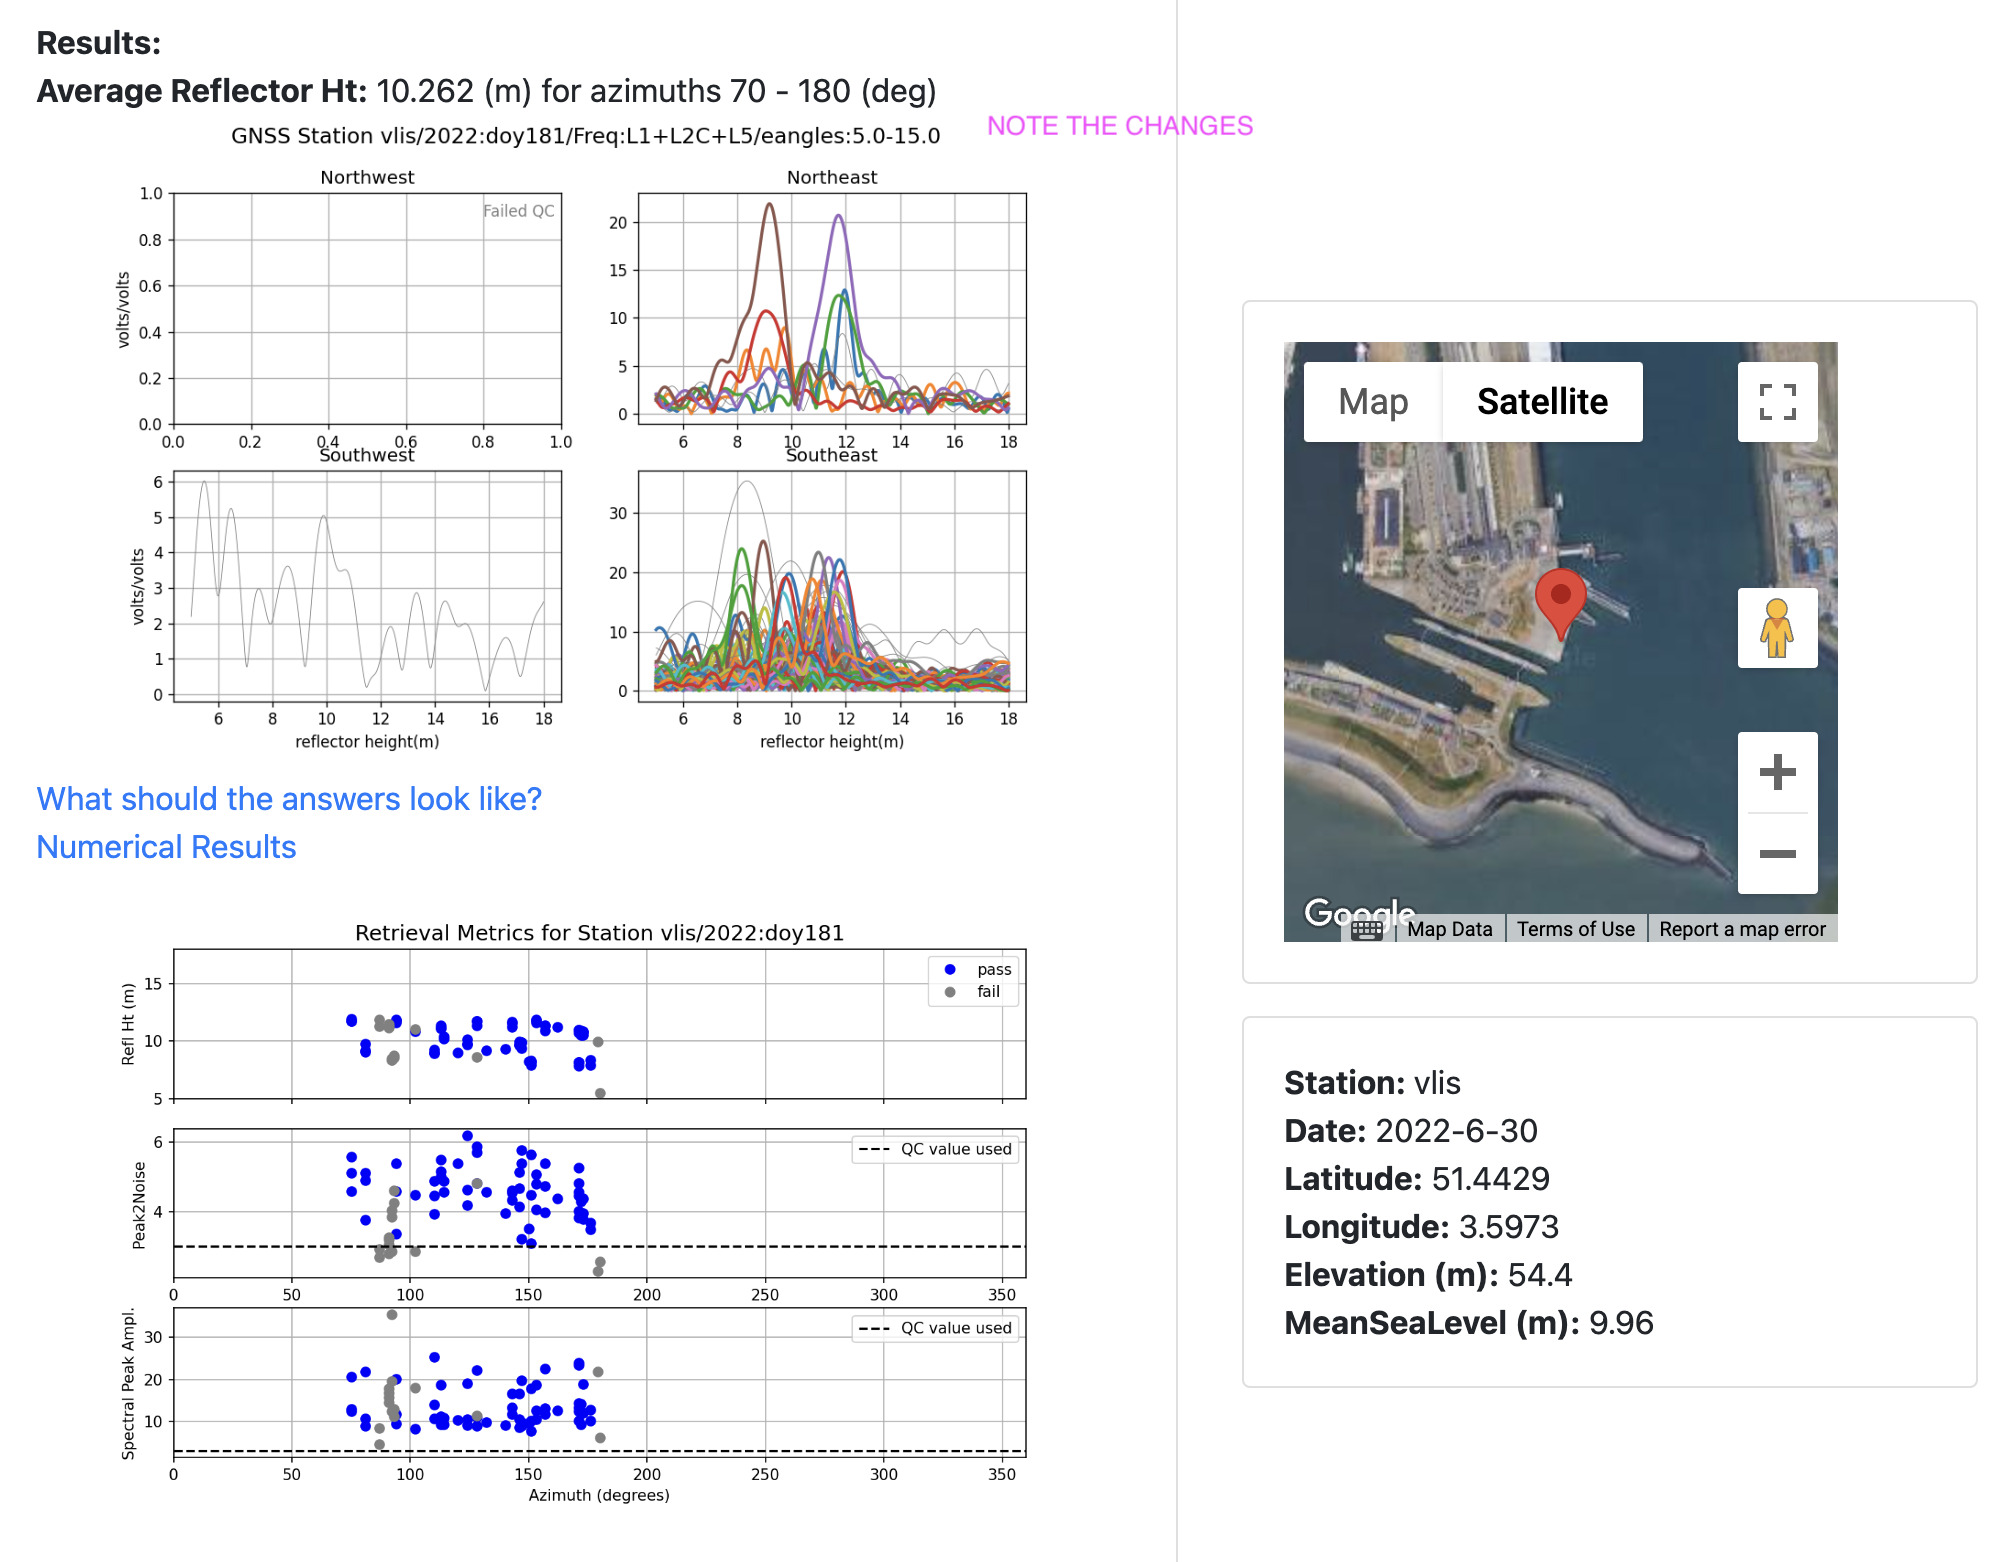 Results:
Average Reflector Ht: 10.262 (m) for azimuths 70 - 180 (deg)
NOTE THE CHANGES
GNSS Station vlis/2022:doy181/Freq:L1+L2C+L5/eangles:5.0-15.0
Northwest
1.0
0.8
0.6
0.4
0.2
0.0
volts/volts
Failed QC
0.0 0.2 0.4 0.6 0.8 1.0
Northeast
20
15
10
5
0
6 8 10 12 14 16 18
Southwest
6
5
4
3
2
1
0
volts/volts
6 8 10 12 14 16 18
reflector height(m)
Southeast
30
20
10
0
6 8 10 12 14 16 18
reflector height(m)
What should the answers look like?
Numerical Results
Retrieval Metrics for Station vlis/2022:doy181
15
10
5
Refl Ht (m)
pass
fail
6
4
Peak2Noise
QC value used
0 50 100 150 200 250 300 350
30
20
10
Spectral Peak Ampl.
QC value used
0 50 100 150 200 250 300 350
Azimuth (degrees)
Map Satellite
Google
Map Data Terms of Use Report a map error
Station: vlis
Date: 2022-6-30
Latitude: 51.4429
Longitude: 3.5973
Elevation (m): 54.4
MeanSeaLevel (m): 9.96